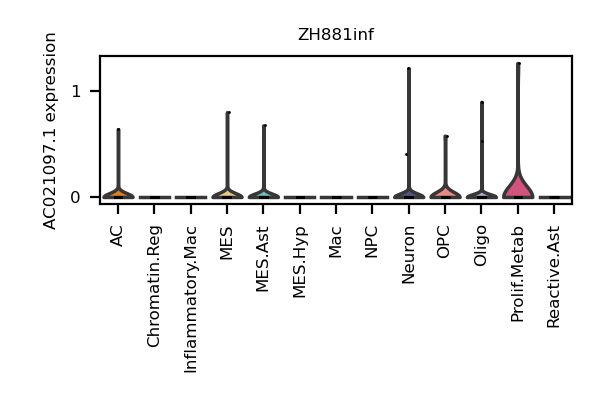 ZH881inf
AC021097.1 expression
1
0
AC
Chromatin.Reg
Inflammatory.Mac
MES
MES.Ast
MES.Hyp
Mac
NPC
Neuron
OPC
Oligo
Prolif.Metab
Reactive.Ast